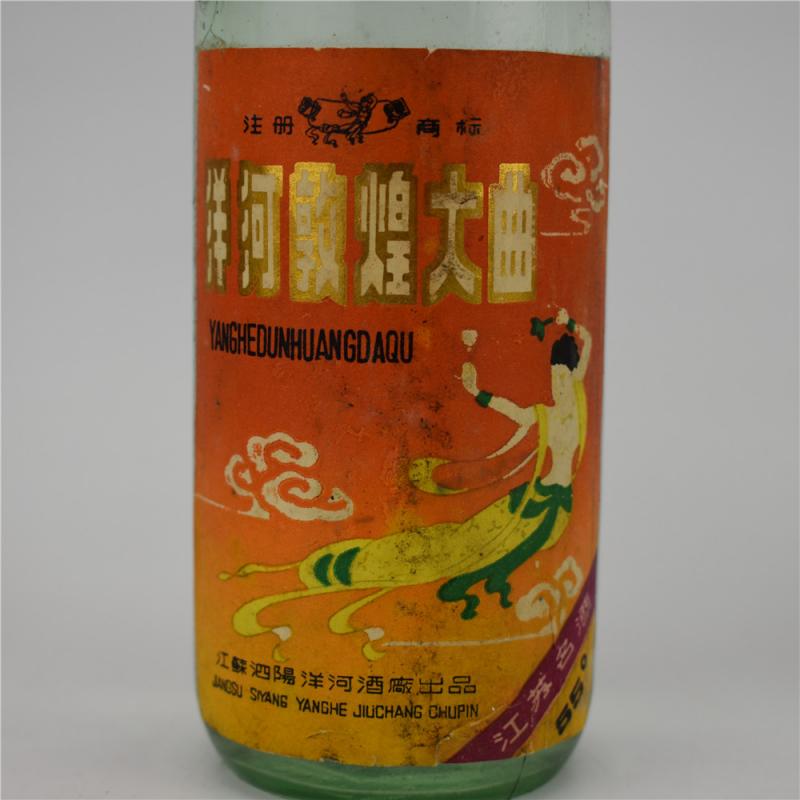 注册 商标
洋河敦煌大曲
YANGHEDUNHUANGDAQU
江蘇泗陽洋河酒廠出品
JIANGSU SIYANG YANGHE JIUCHANG CHUPIN
江苏名酒
55°